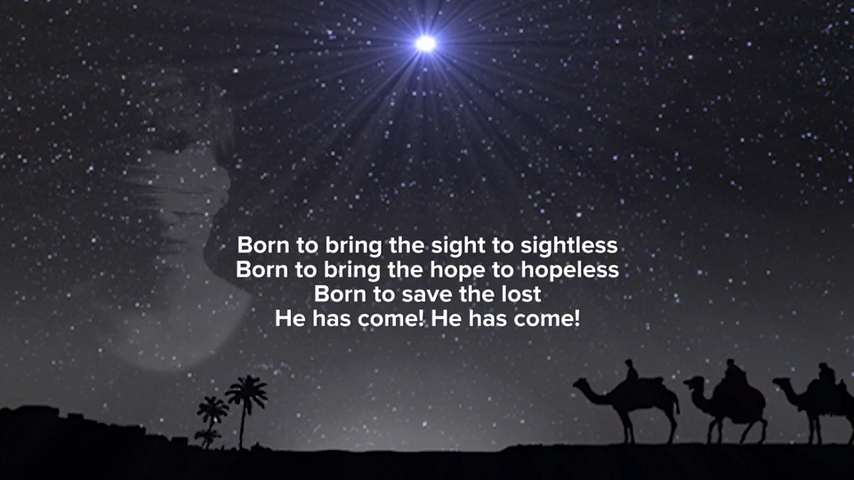 Born to bring the sight to sightless
Born to bring the hope to hopeless
Born to save the lost
He has come! He has come!